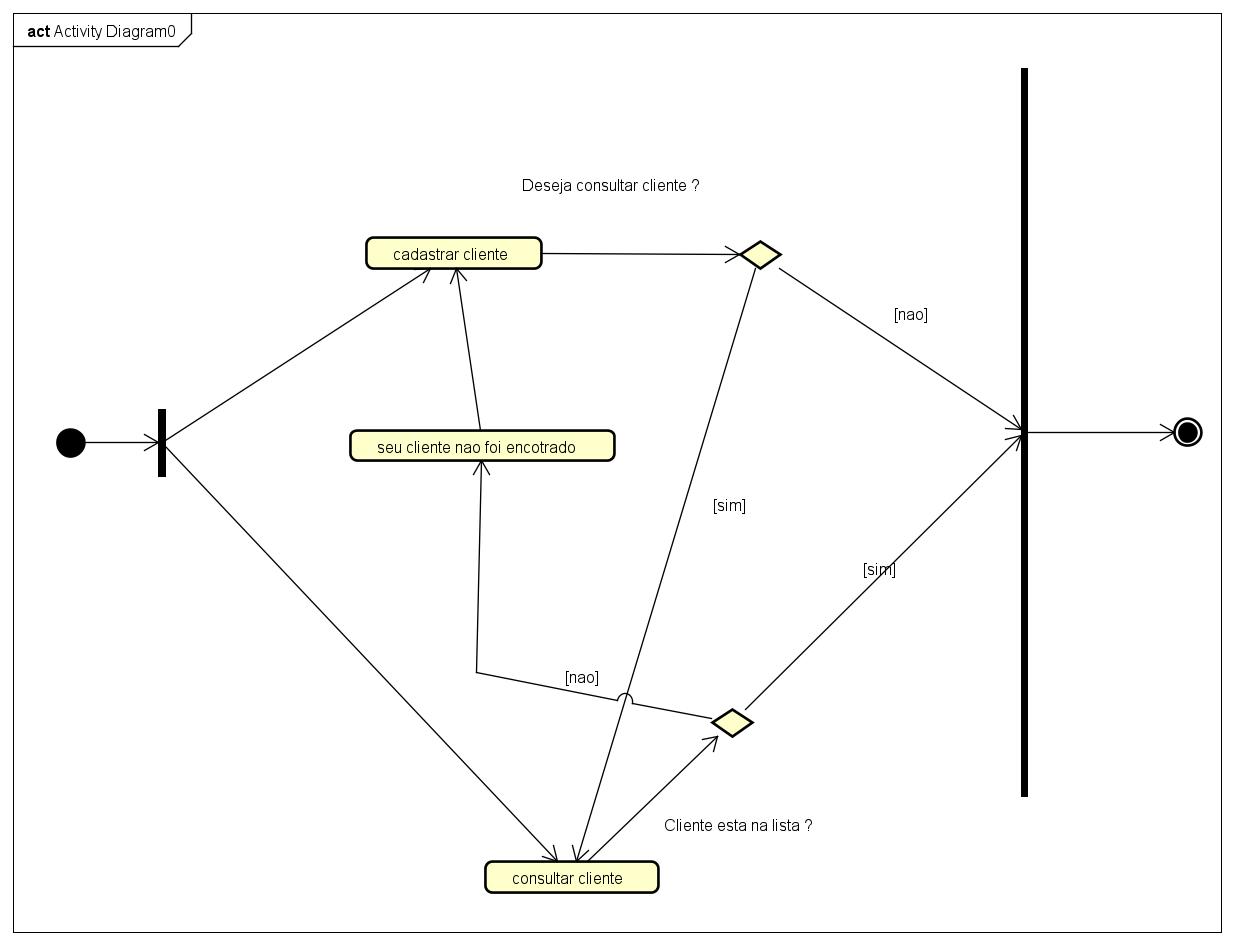 act Activity Diagram0
Deseja consultar cliente ?
cadastrar cliente
[nao]
seu cliente nao foi encotrado
[sim]
[sim]
[nao]
Cliente esta na lista ?
consultar cliente